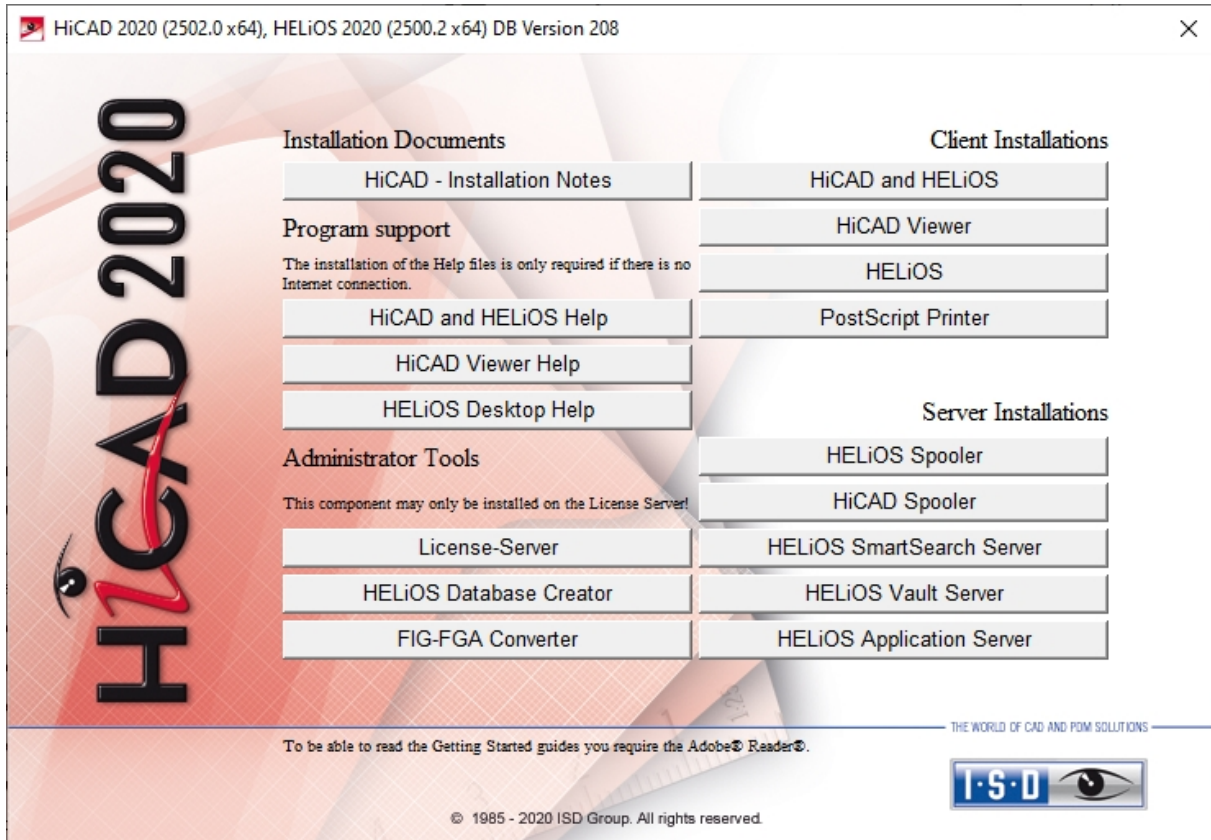 HiCAD 2020 (2502.0 x64), HELiOS 2020 (2500.2 x64) DB Version 208
HiCAD 2020
Installation Documents
HiCAD - Installation Notes
Program support
The installation of the Help files is only required if there is no
Internet connection.
HiCAD and HELiOS Help
HiCAD Viewer Help
HELiOS Desktop Help
Administrator Tools
This component may only be installed on the License Server!
License-Server
HELiOS Database Creator
FIG-FGA Converter
Client Installations
HiCAD and HELiOS
HiCAD Viewer
HELiOS
PostScript Printer
Server Installations
HELiOS Spooler
HiCAD Spooler
HELiOS SmartSearch Server
HELiOS Vault Server
HELiOS Application Server
THE WORLD OF CAD AND PDM SOLUTIONS
To be able to read the Getting Started guides you require the Adobe® Reader®.
I·S·D
© 1985 - 2020 ISD Group. All rights reserved.